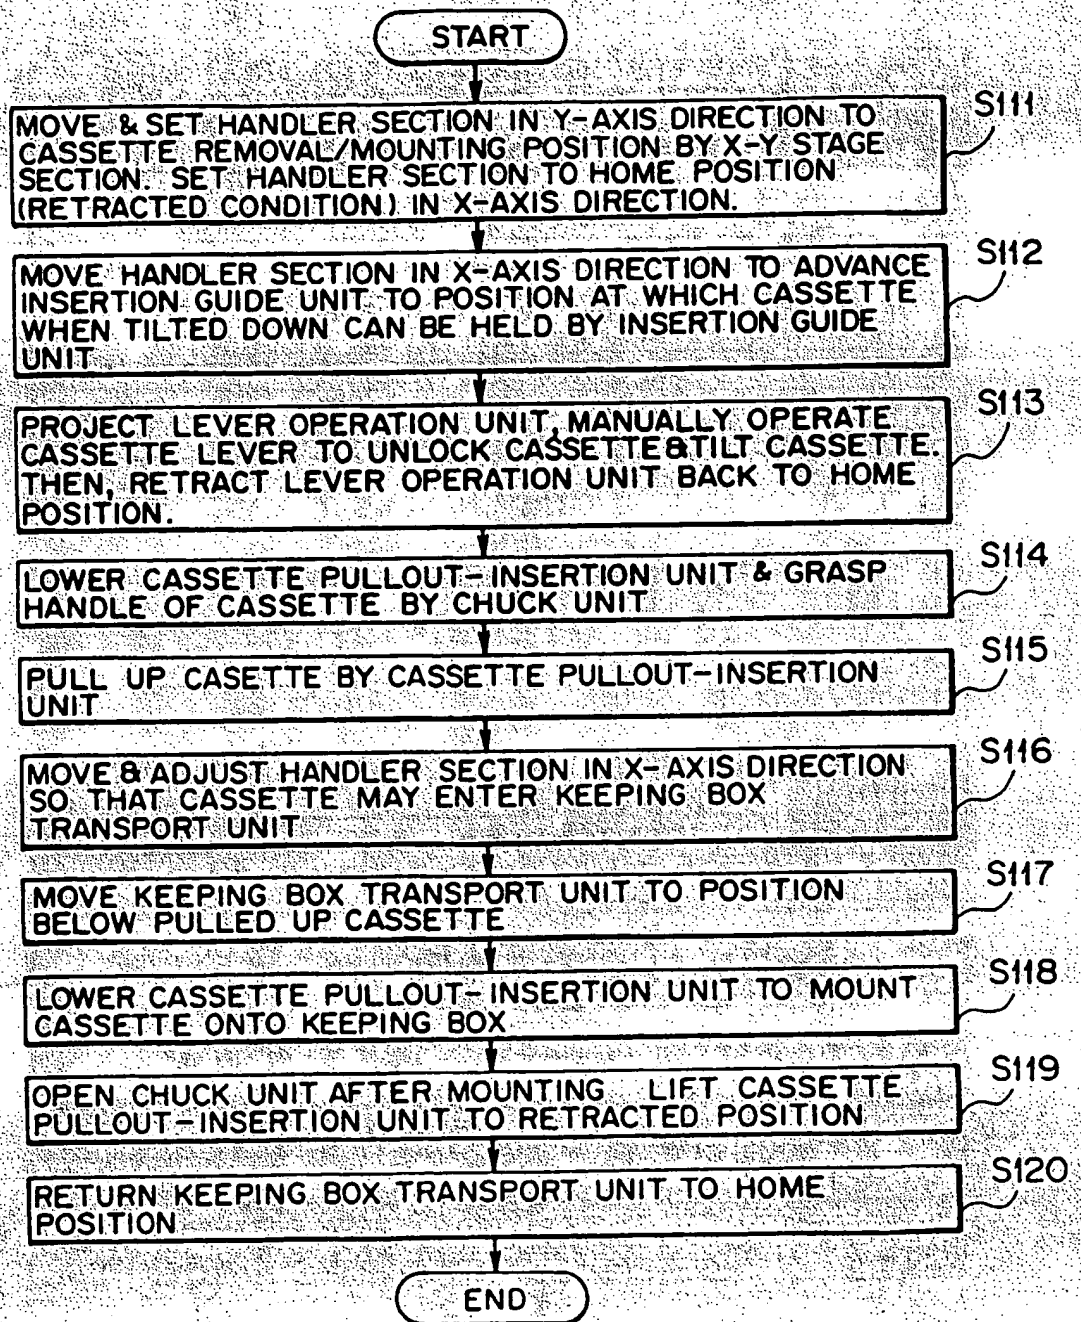 START
S111
MOVE & SET HANDLER SECTION IN Y-AXIS DIRECTION TO
CASSETTE REMOVAL/MOUNTING POSITION BY X-Y STAGE
SECTION. SET HANDLER SECTION TO HOME POSITION
(RETRACTED CONDITION) IN X-AXIS DIRECTION.
S112
MOVE HANDLER SECTION IN X-AXIS DIRECTION TO ADVANCE
INSERTION GUIDE UNIT TO POSITION AT WHICH CASSETTE
WHEN TILTED DOWN CAN BE HELD BY INSERTION GUIDE
UNIT
S113
PROJECT LEVER OPERATION UNIT, MANUALLY OPERATE
CASSETTE LEVER TO UNLOCK CASSETTE & TILT CASSETTE.
THEN, RETRACT LEVER OPERATION UNIT BACK TO HOME
POSITION.
S114
LOWER CASSETTE PULLOUT-INSERTION UNIT & GRASP
HANDLE OF CASSETTE BY CHUCK UNIT
S115
PULL UP CASETTE BY CASSETTE PULLOUT-INSERTION
UNIT
S116
MOVE & ADJUST HANDLER SECTION IN X-AXIS DIRECTION
SO THAT CASSETTE MAY ENTER KEEPING BOX
TRANSPORT UNIT
S117
MOVE KEEPING BOX TRANSPORT UNIT TO POSITION
BELOW PULLED UP CASSETTE
S118
LOWER CASSETTE PULLOUT-INSERTION UNIT TO MOUNT
CASSETTE ONTO KEEPING BOX
S119
OPEN CHUCK UNIT AFTER MOUNTING LIFT CASSETTE
PULLOUT-INSERTION UNIT TO RETRACTED POSITION
S120
RETURN KEEPING BOX TRANSPORT UNIT TO HOME
POSITION
END